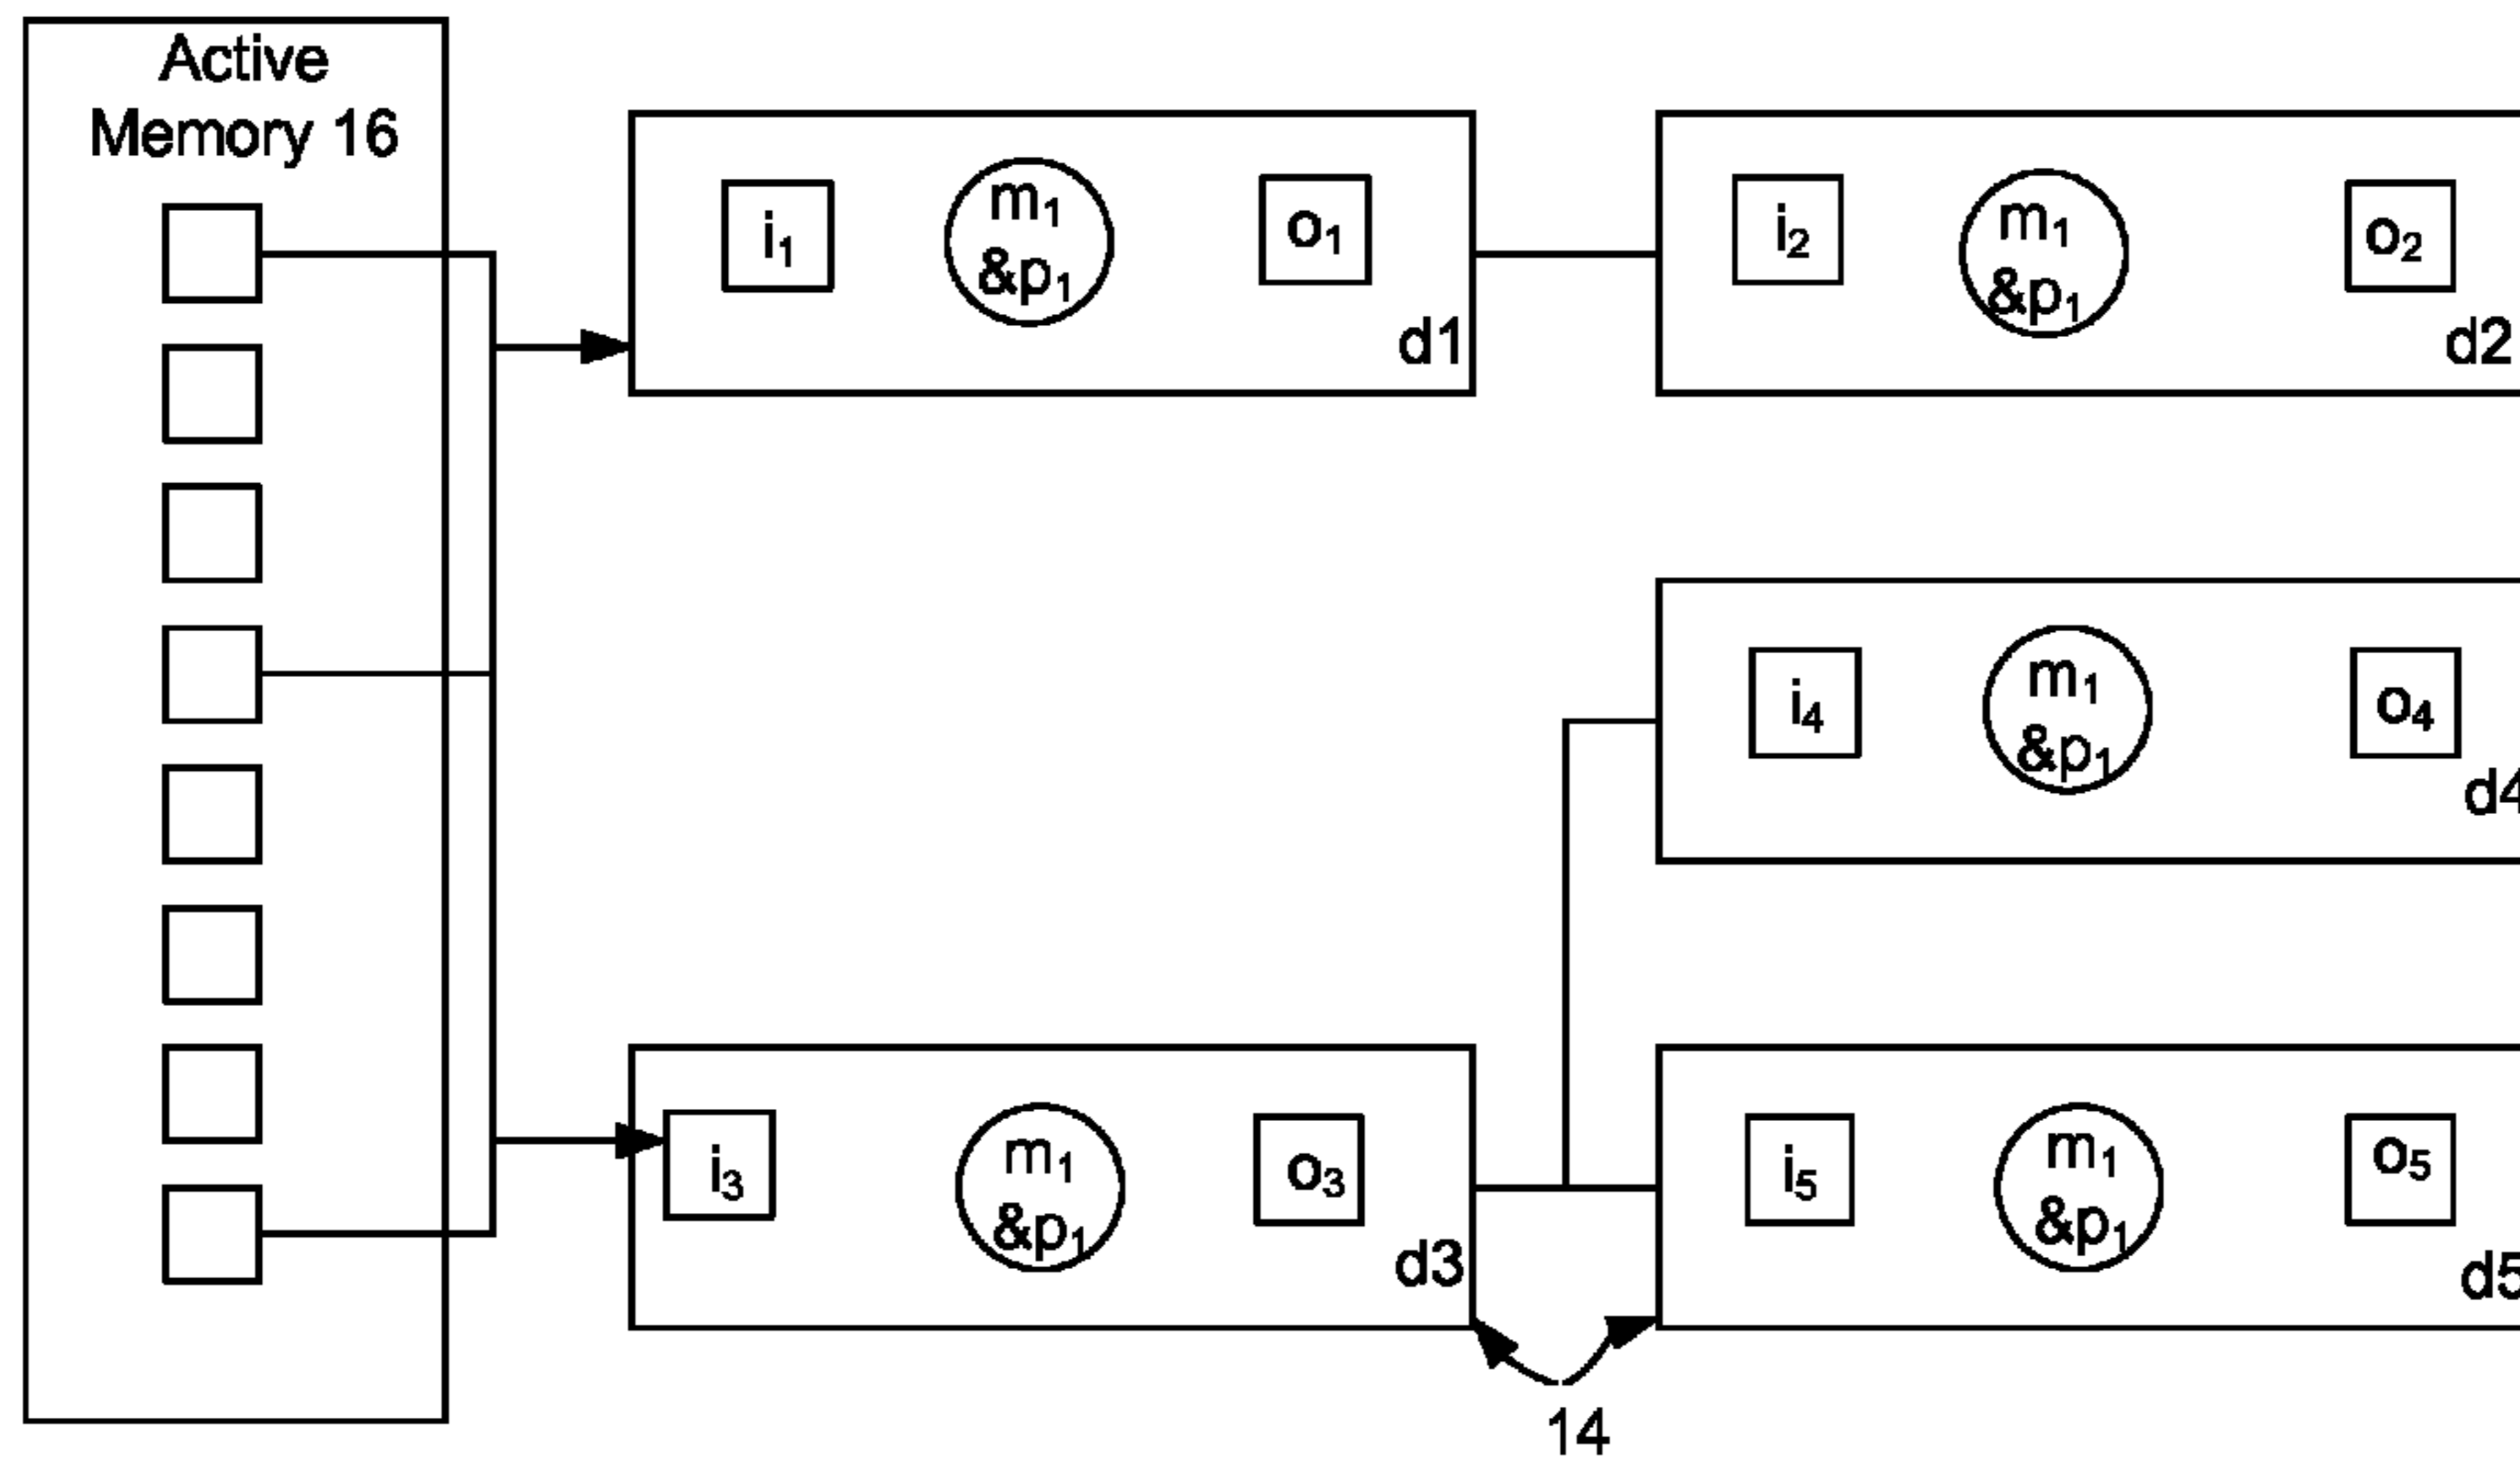 Active
Memory 16
i₁
m₁
&p₁
o₁
d1
i₂
m₁
&p₁
o₂
d2
i₄
m₁
&p₁
o₄
d4
i₃
m₁
&p₁
o₃
d3
i₅
m₁
&p₁
o₅
d5
14